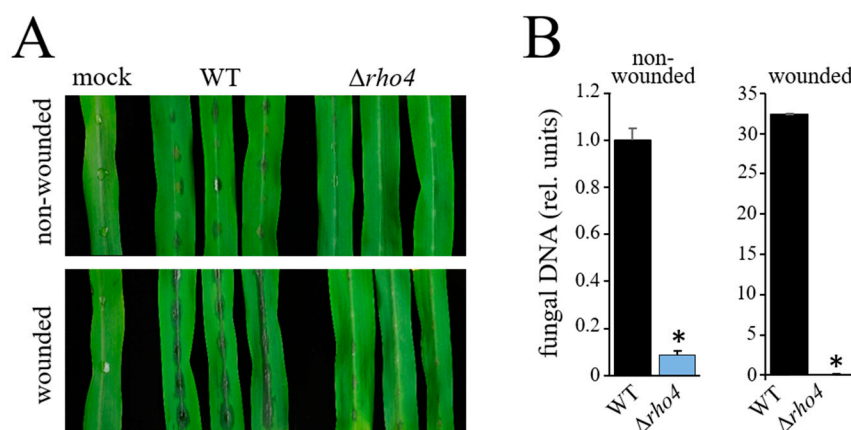 A
mock
WT
Δrho4
non-wounded
wounded
B
non-
wounded
wounded
fungal DNA (rel. units)
1.2
1.0
0.8
0.6
0.4
0.2
0
*
WT
Δrho4
35
30
25
20
15
10
5
0
*
WT
Δrho4